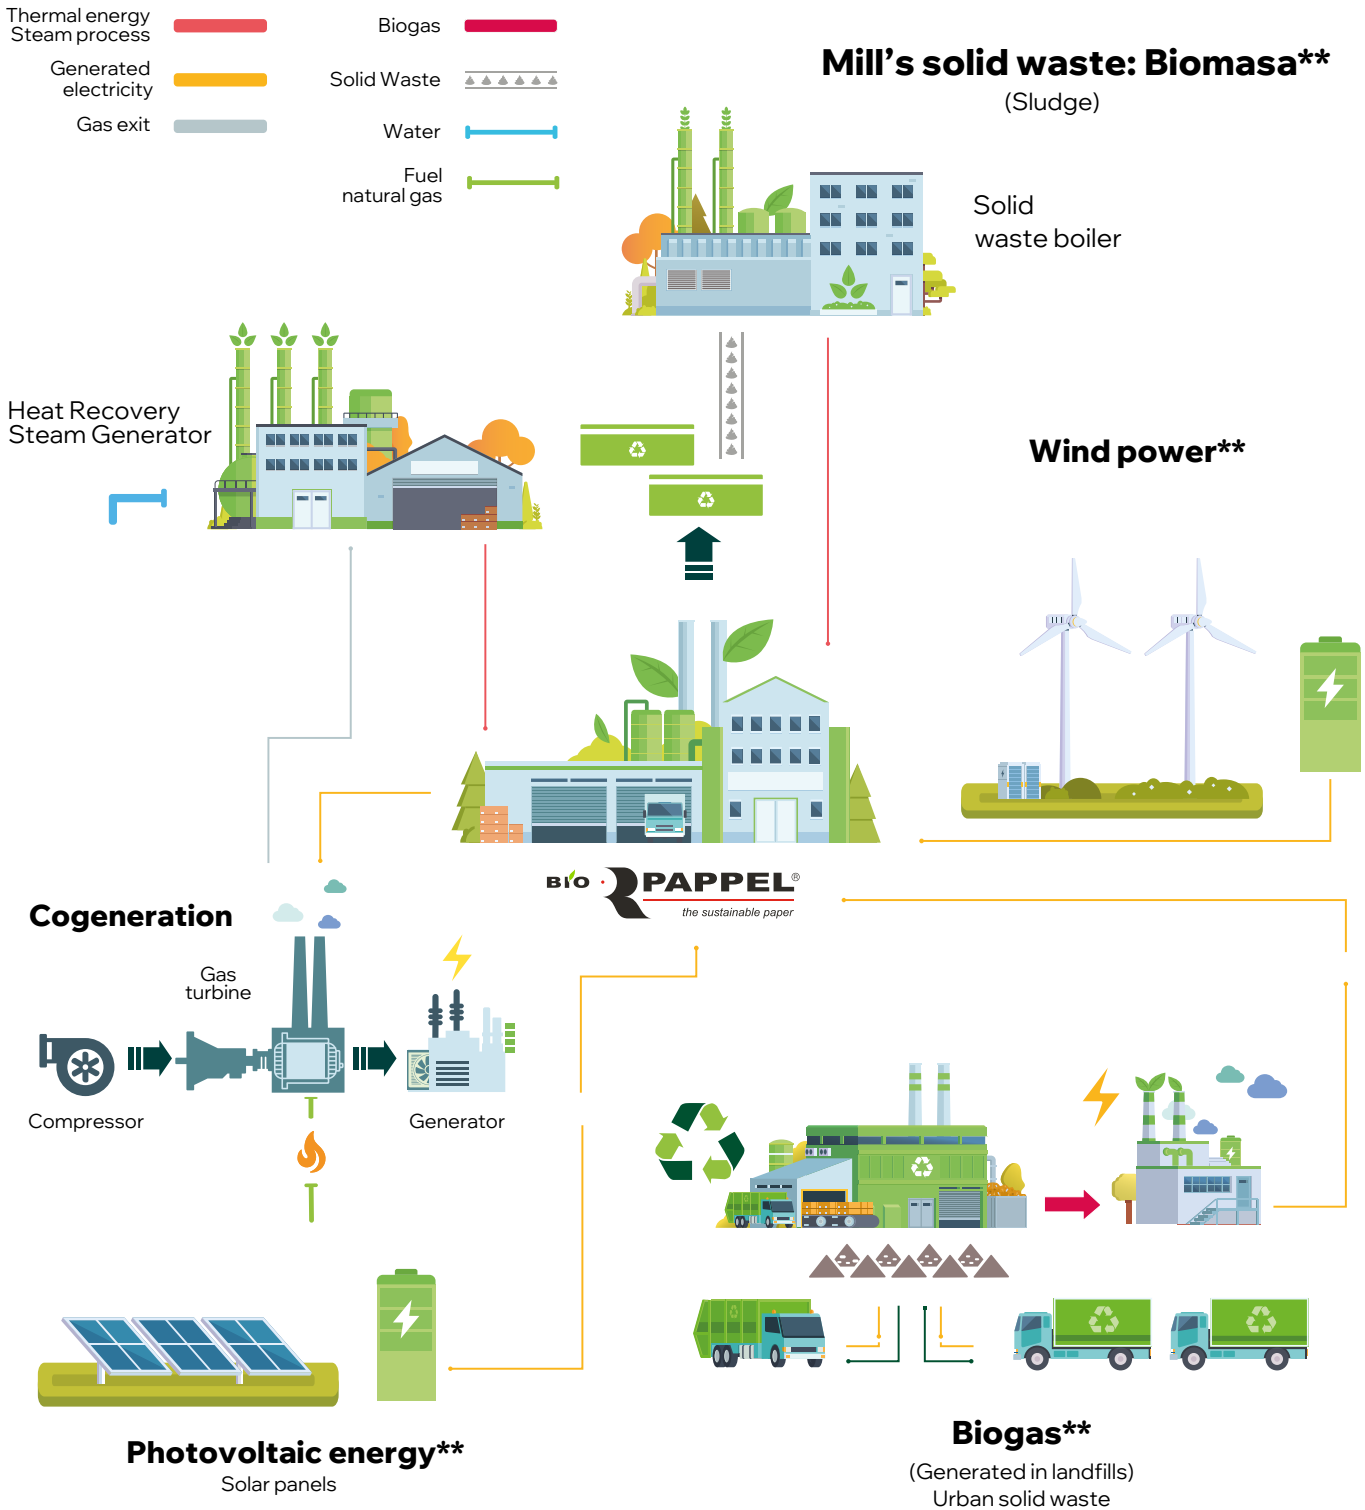 Thermal energy
Steam process
Generated
electricity
Gas exit
Biogas
Solid Waste
Water
Fuel
natural gas
Mill's solid waste: Biomasa**
(Sludge)
Solid
waste boiler
Heat Recovery
Steam Generator
Wind power**
BIO PAPPEL®
the sustainable paper
Cogeneration
Gas
turbine
Compressor
Generator
Photovoltaic energy**
Solar panels
Biogas**
(Generated in landfills)
Urban solid waste